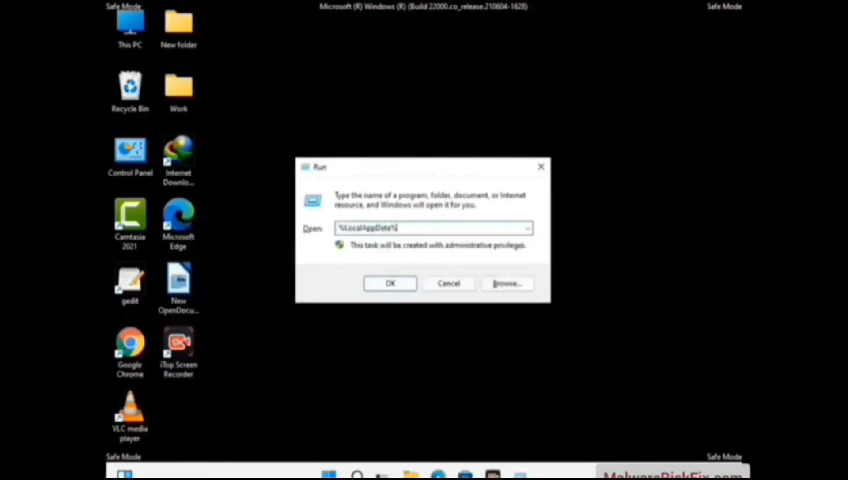 Safe Mode
Microsoft (R) Windows (R) (Build 22000.co_release.210604-1628)
Safe Mode
This PC
New folder
Recycle Bin
Work
Control Panel
Internet
Downlo...
Camtasia
2021
Microsoft
Edge
gedit
New
OpenDocu...
Google
Chrome
iTop Screen
Recorder
VLC media
player
Run
Type the name of a program, folder, document, or Internet
resource, and Windows will open it for you.
Open:
%LocalAppData%
This task will be created with administrative privileges.
OK
Cancel
Browse...
Safe Mode
Safe Mode
MalwareRiskFix.com